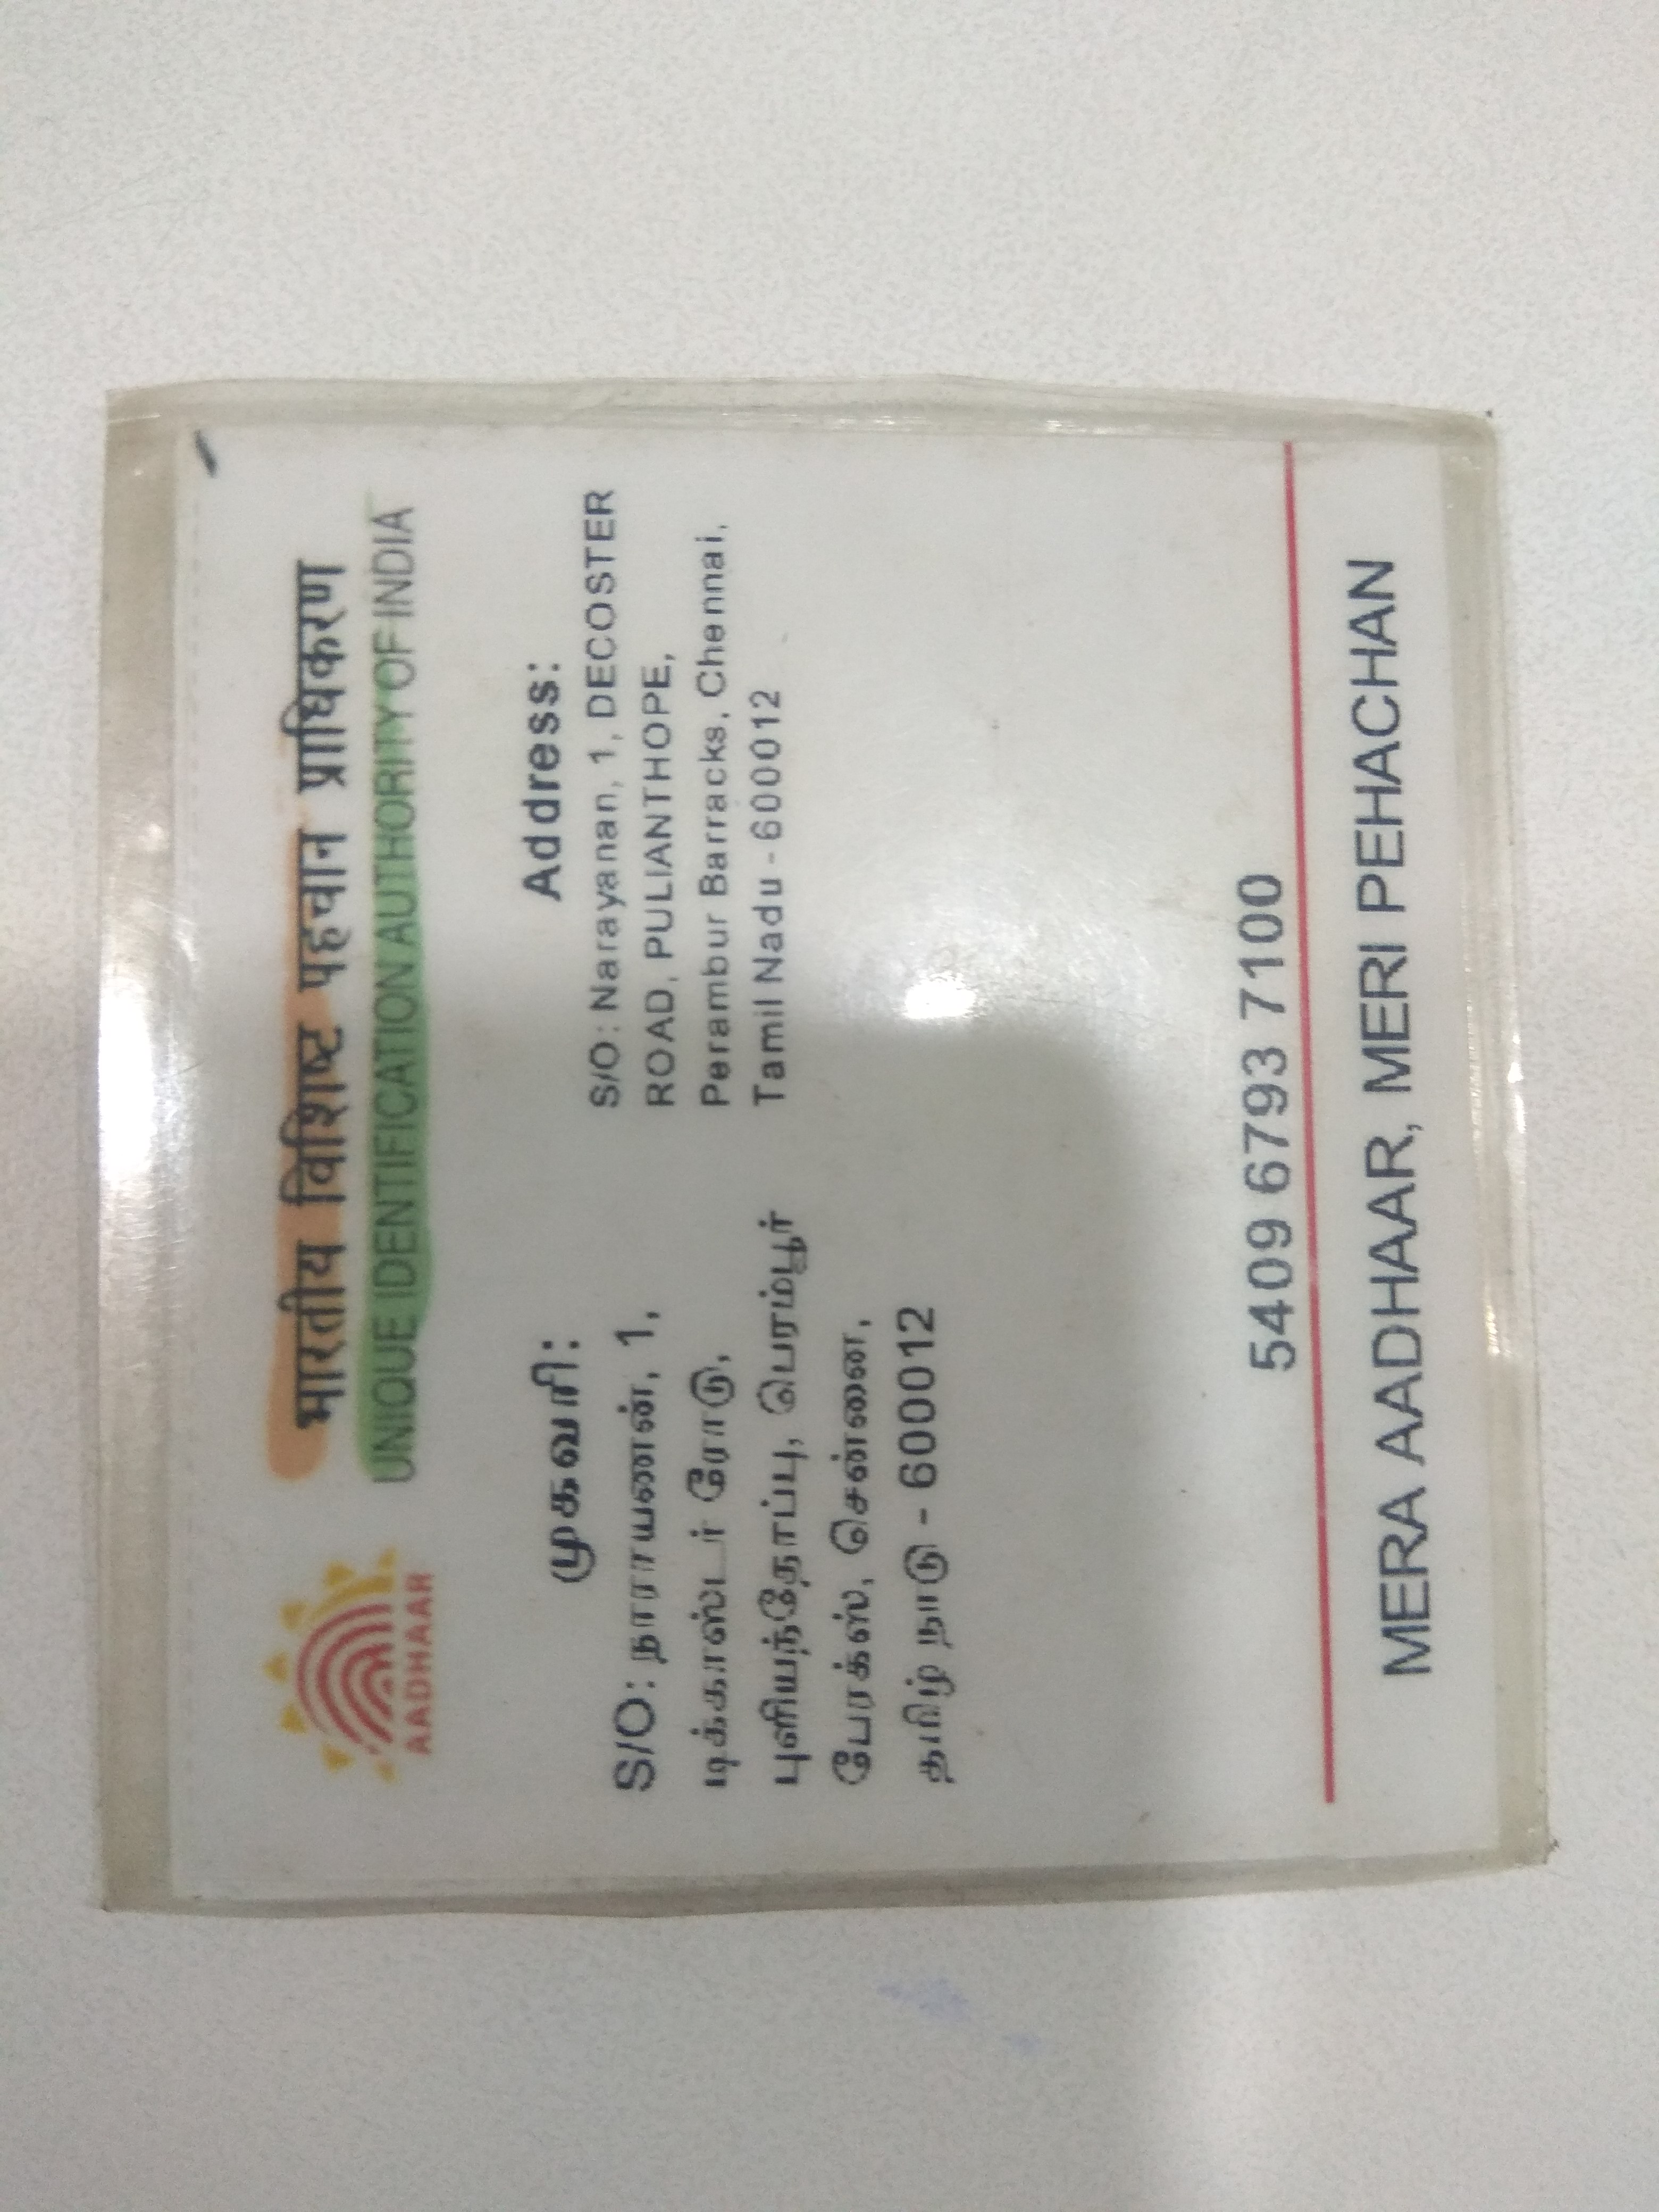 भारतीय विशिष्ट पहचान प्राधिकरण
UNIQUE IDENTIFICATION AUTHORITY OF INDIA
AADHAAR
முகவரி:
S/O: நாராயணன், 1,
டிக்காஸ்டர் ரோடு,
புளியந்தோப்பு, பெரம்பூர்
பேரக்ஸ், சென்னை,
தமிழ் நாடு - 600012
Address:
S/O: Narayanan, 1, DECOSTER
ROAD, PULIANTHOPE,
Perambur Barracks, Chennai,
Tamil Nadu - 600012
5409 6793 7100
MERA AADHAAR, MERI PEHACHAN